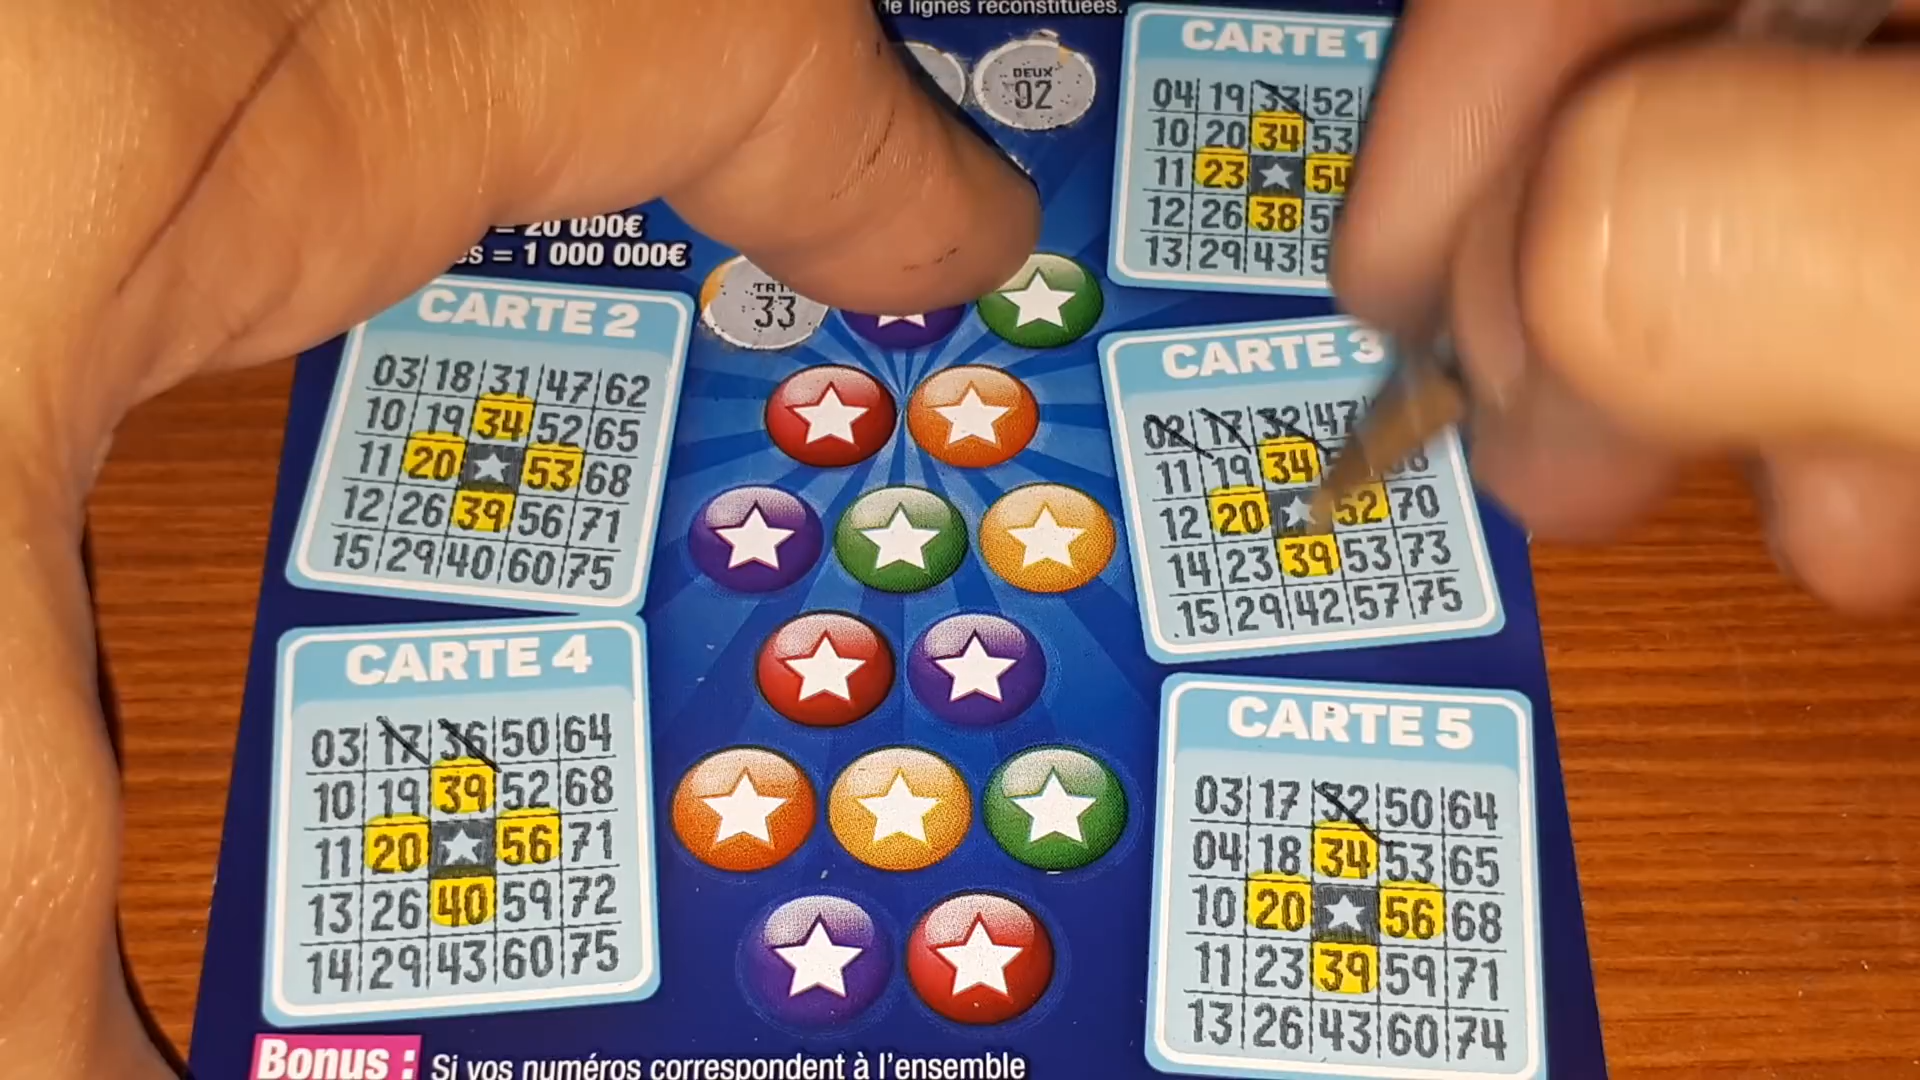 de lignes reconstituées.
DEUX
02
CARTE 1
04 19 33 52
10 20 34 53
11 23 54
12 26 38
13 29 43
= 20 000€
= 1 000 000€
33
CARTE 2
03 18 31 47 62
10 19 34 52 65
11 20 53 68
12 26 39 56 71
15 29 40 60 75
CARTE 3
02 17 32 47
11 19 34
12 20 52 70
14 23 39 53 73
15 29 42 57 75
CARTE 4
03 17 36 50 64
10 19 39 52 68
11 20 56 71
13 26 40 59 72
14 29 43 60 75
CARTE 5
03 17 32 50 64
04 18 34 53 65
10 20 56 68
11 23 39 59 71
13 26 43 60 74
Bonus : Si vos numéros correspondent à l'ensemble